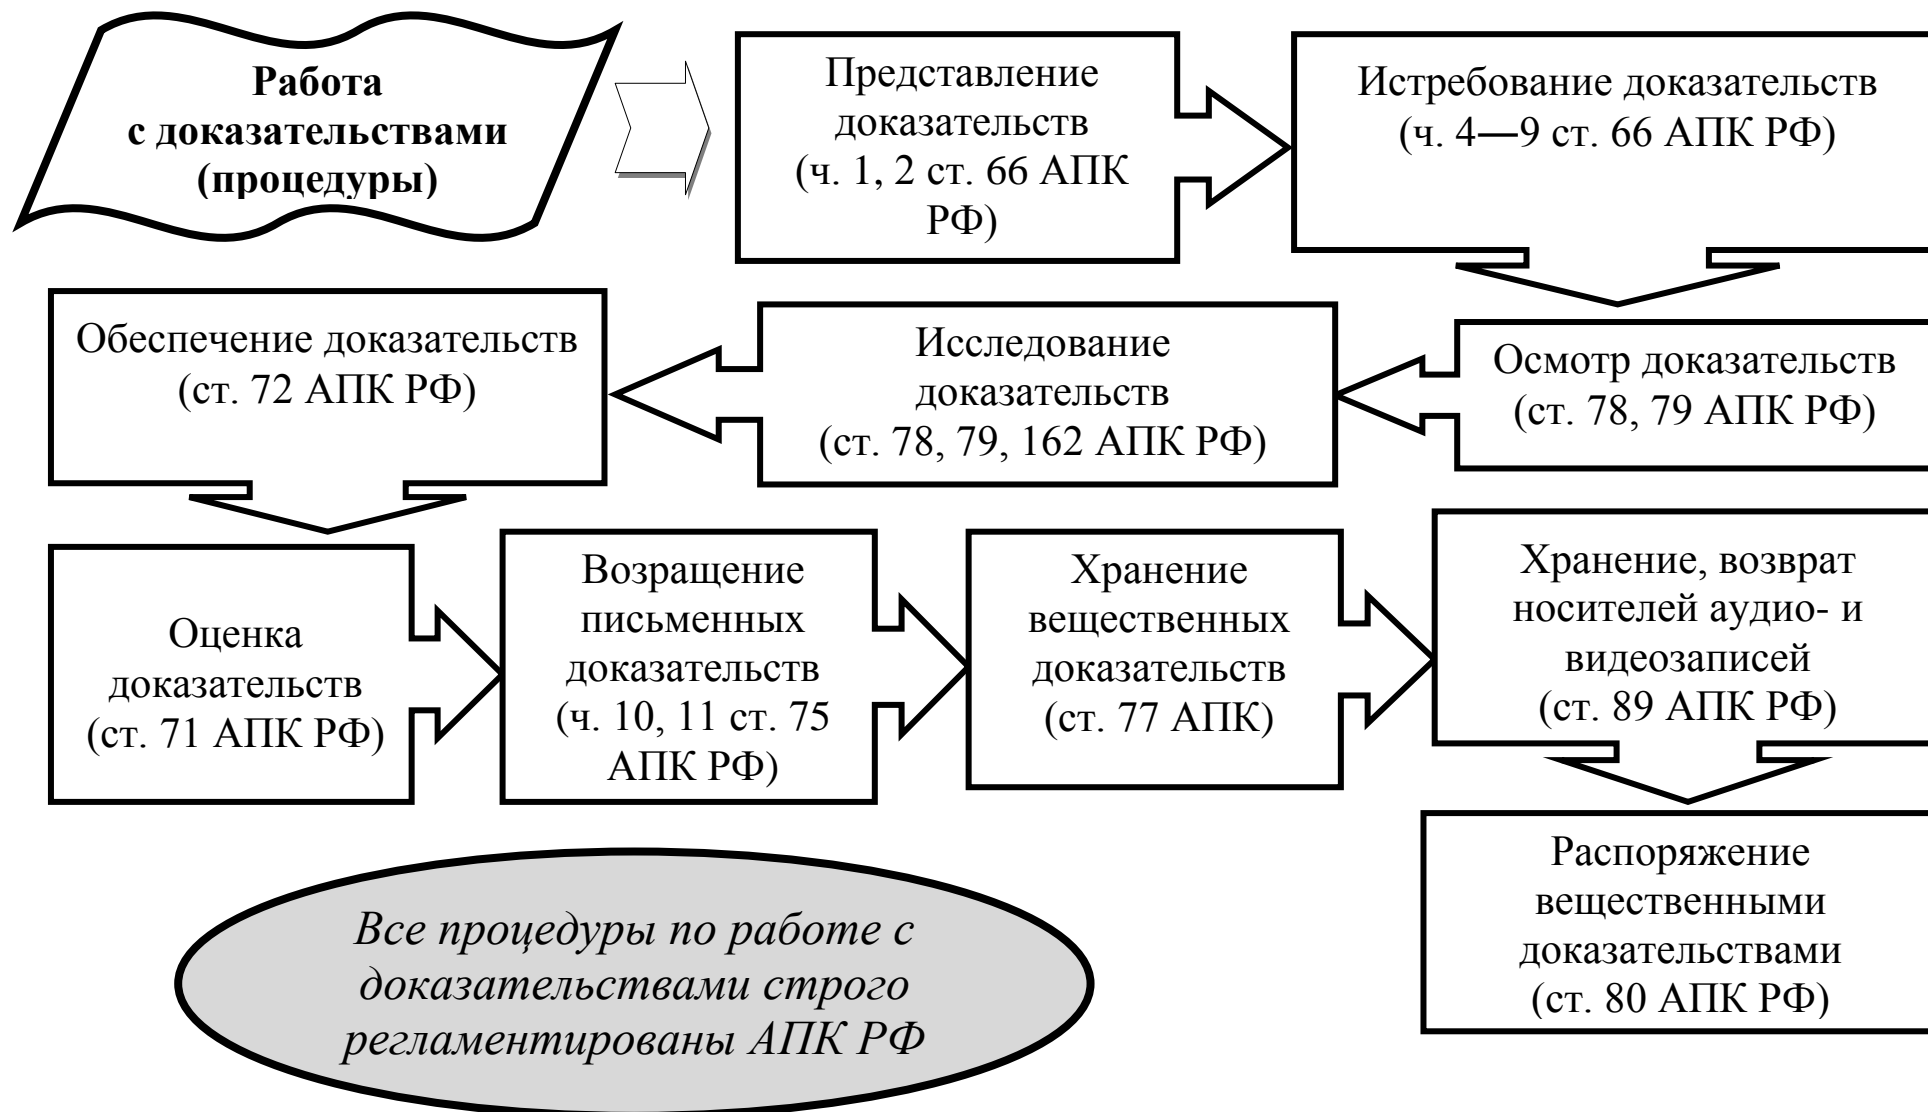 Работа
с доказательствами
(процедуры)
Представление
доказательств
(ч. 1, 2 ст. 66 АПК
РФ)
Истребование доказательств
(ч. 4—9 ст. 66 АПК РФ)
Осмотр доказательств
(ст. 78, 79 АПК РФ)
Исследование
доказательств
(ст. 78, 79, 162 АПК РФ)
Обеспечение доказательств
(ст. 72 АПК РФ)
Оценка
доказательств
(ст. 71 АПК РФ)
Возращение
письменных
доказательств
(ч. 10, 11 ст. 75
АПК РФ)
Хранение
вещественных
доказательств
(ст. 77 АПК)
Хранение, возврат
носителей аудио- и
видеозаписей
(ст. 89 АПК РФ)
Распоряжение
вещественными
доказательствами
(ст. 80 АПК РФ)
Все процедуры по работе с
доказательствами строго
регламентированы АПК РФ